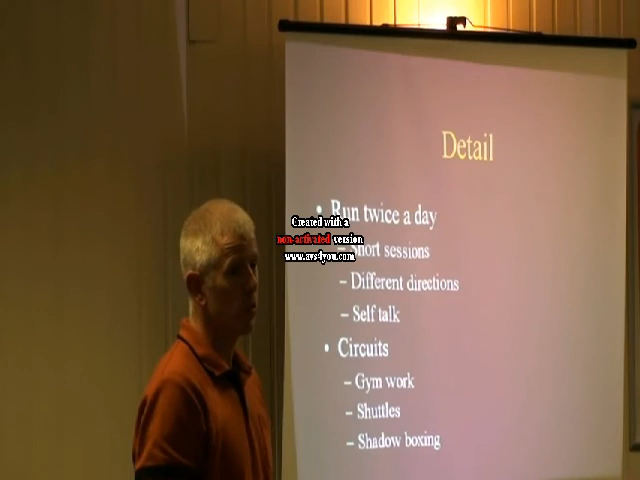 Detail
• Run twice a day
– Short sessions
– Different directions
– Self talk
• Circuits
– Gym work
– Shuttles
– Shadow boxing
Created with a
non-activated version
www.avs4you.com